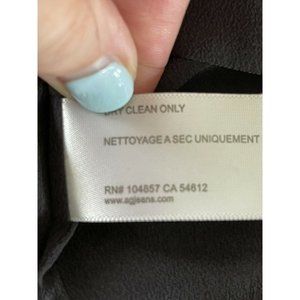 DRY CLEAN ONLY
NETTOYAGE A SEC UNIQUEMENT
RN# 104857 CA 54612
www.agjeans.com